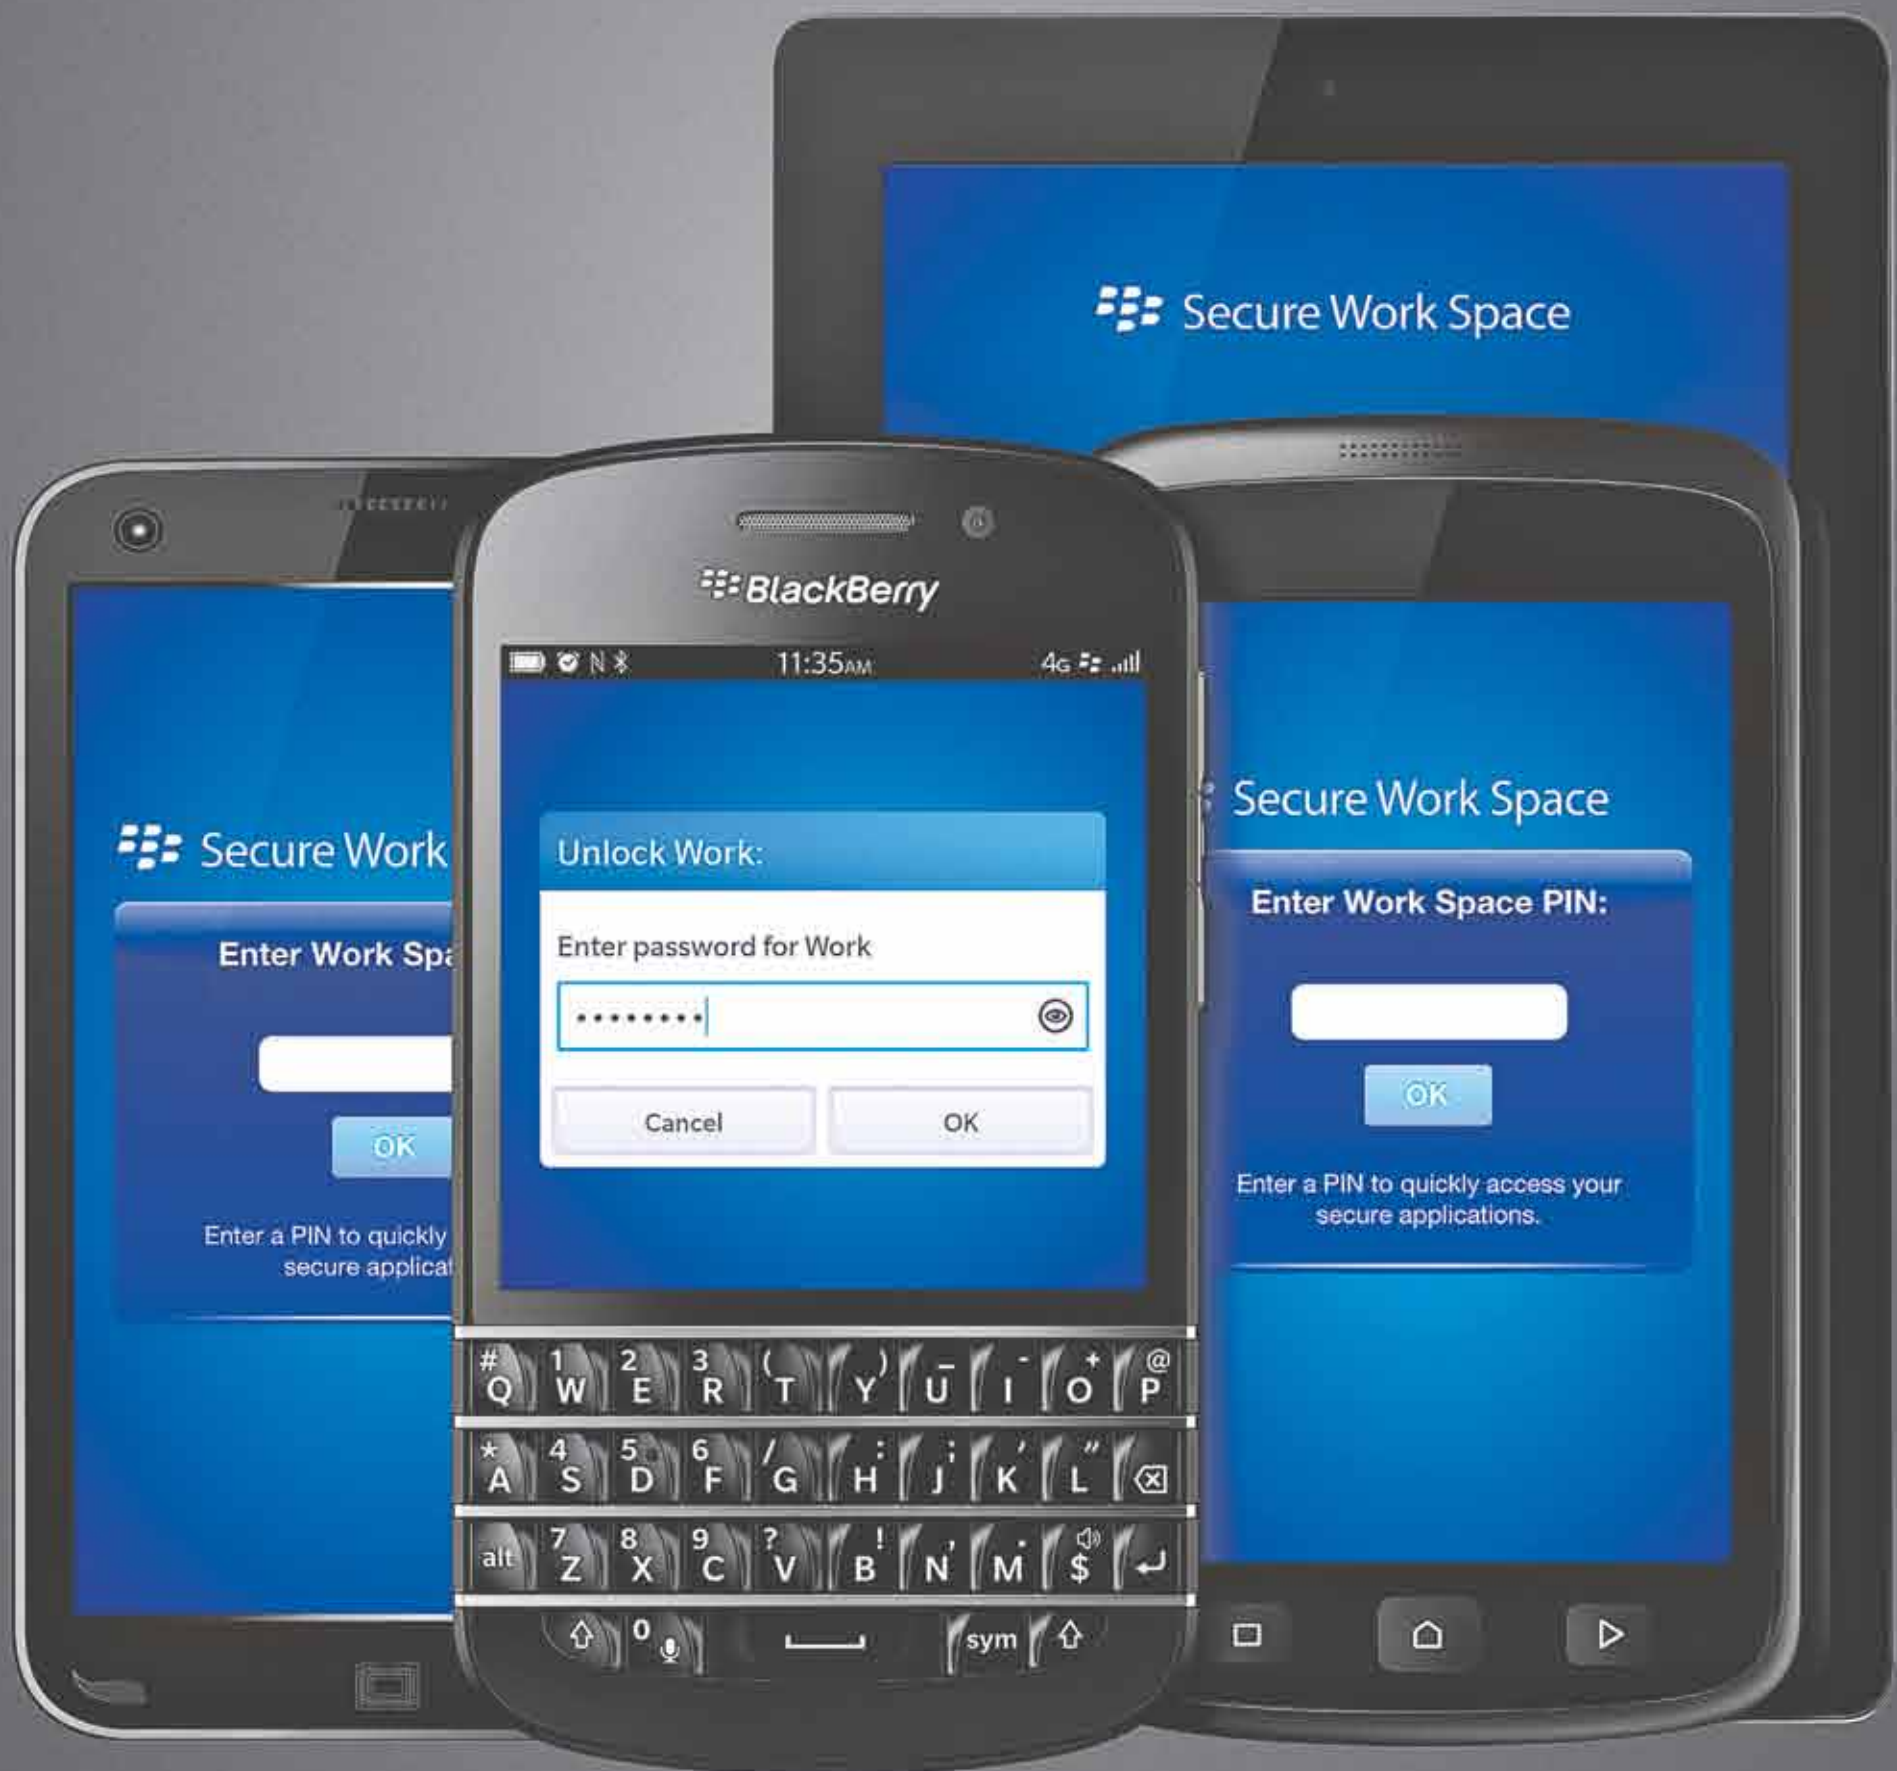 Secure Work Space
BlackBerry
11:35AM
4G
Unlock Work:
Enter password for Work
Cancel
OK
# 1 2 3 ( ) _ - + @
Q W E R T Y U I O P
* 4 5 6 / : ; ' "
A S D F G H J K L
7 8 9 ? ! , .
alt Z X C V B N M $
0
sym
Secure Work
Enter Work Spa
OK
Enter a PIN to quickly
secure applicat
Secure Work Space
Enter Work Space PIN:
OK
Enter a PIN to quickly access your
secure applications.